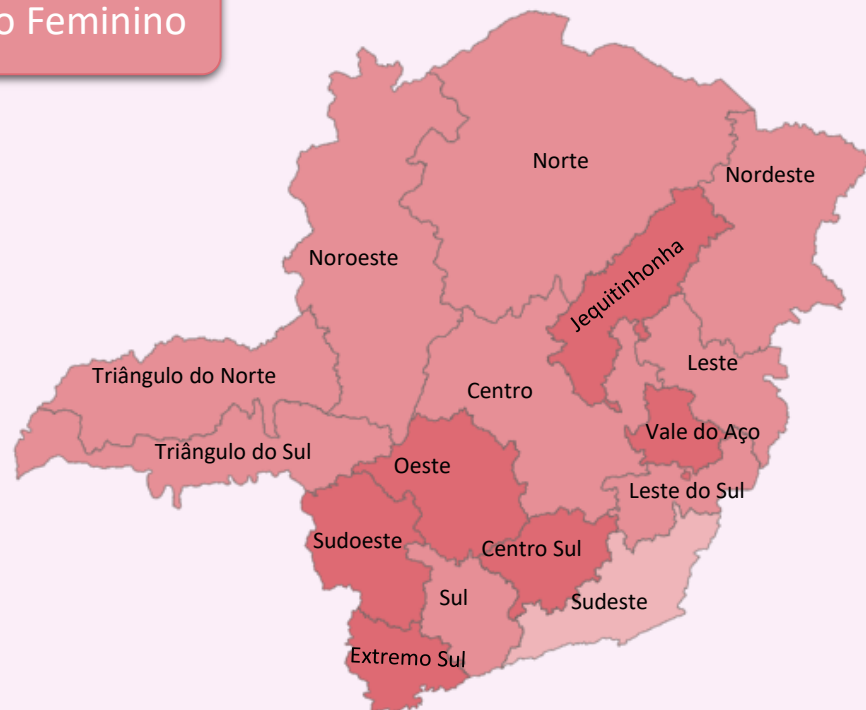 o Feminino
Norte
Nordeste
Noroeste
Jequitinhonha
Leste
Triângulo do Norte
Centro
Vale do Aço
Triângulo do Sul
Oeste
Leste do Sul
Sudoeste
Centro Sul
Sul
Sudeste
Extremo Sul